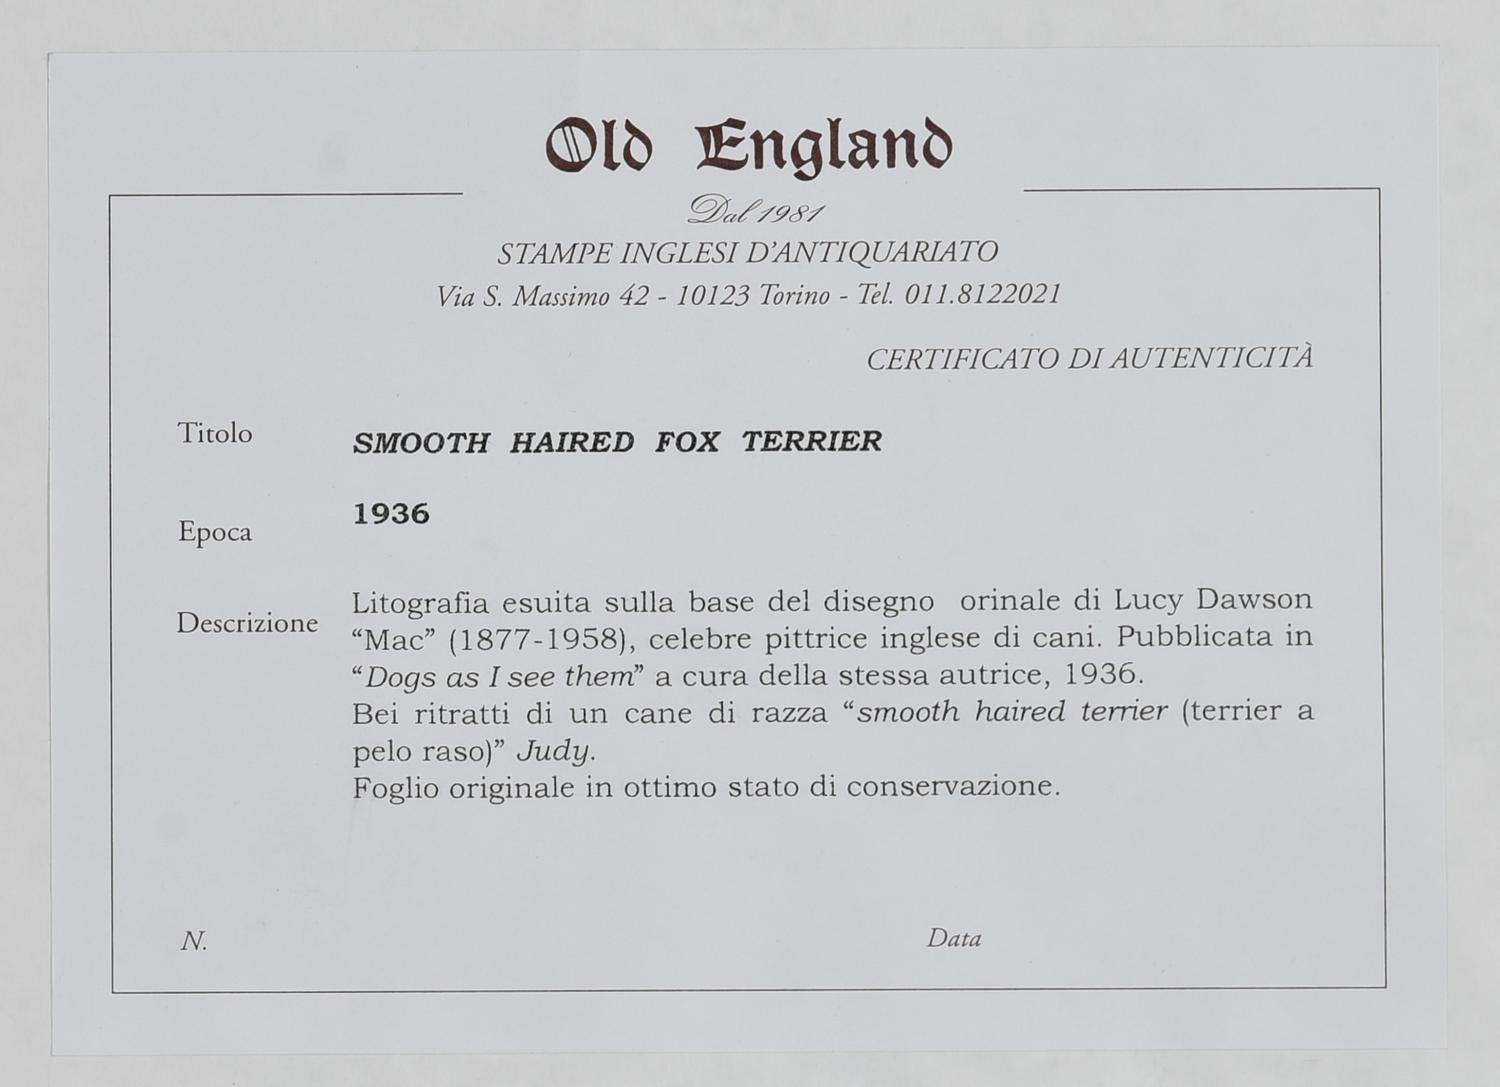 Old England
Dal 1981
STAMPE INGLESI D'ANTIQUARIATO
Via S. Massimo 42 - 10123 Torino - Tel. 011.8122021
CERTIFICATO DI AUTENTICITÀ
Titolo SMOOTH HAIRED FOX TERRIER
Epoca 1936
Descrizione Litografia esuita sulla base del disegno orinale di Lucy Dawson
“Mac” (1877-1958), celebre pittrice inglese di cani. Pubblicata in
“Dogs as I see them” a cura della stessa autrice, 1936.
Bei ritratti di un cane di razza “smooth haired terrier (terrier a
pelo raso)” Judy.
Foglio originale in ottimo stato di conservazione.
N. Data